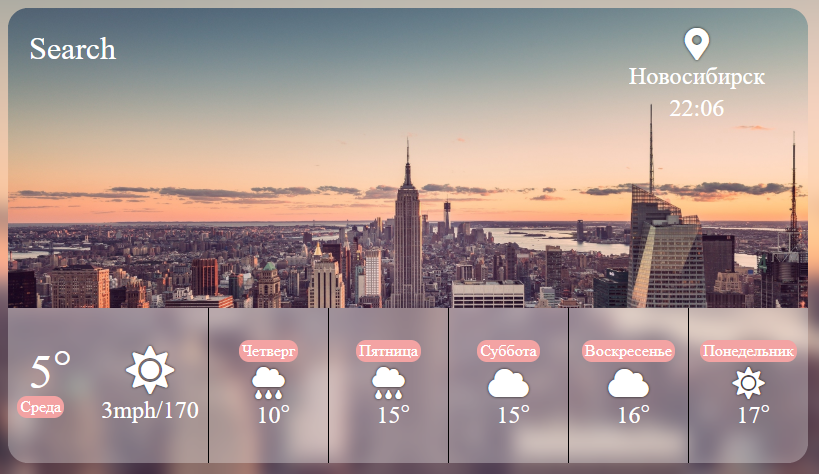 Search
Новосибирск
22:06
5°
Среда
3mph/170
Четверг
10°
Пятница
15°
Суббота
15°
Воскресенье
16°
Понедельник
17°